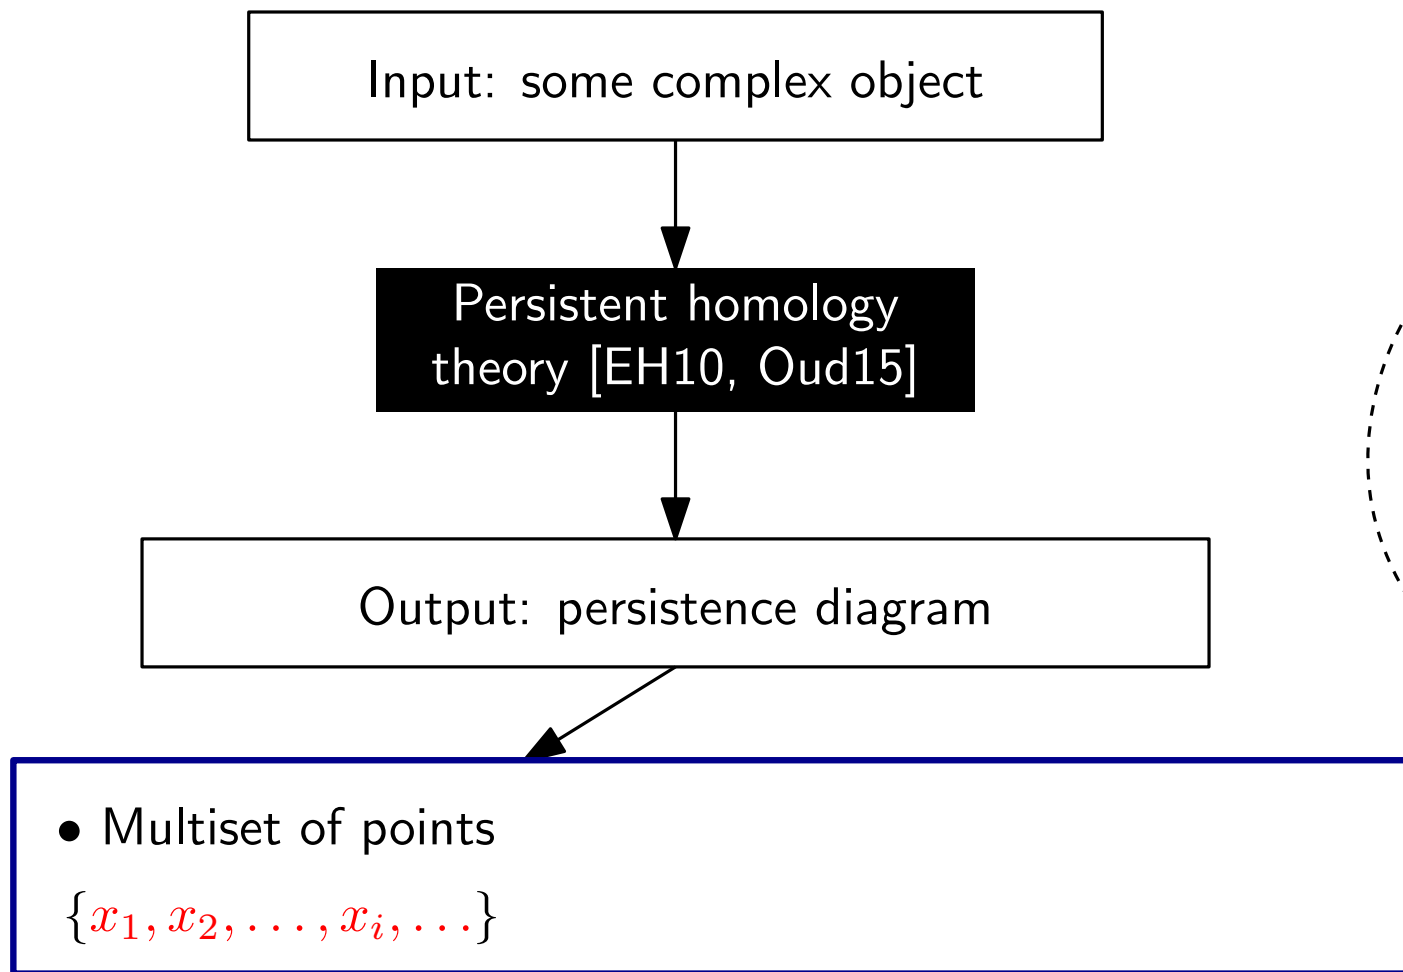 Input: some complex object
Persistent homology
theory [EH10, Oud15]
Output: persistence diagram
• Multiset of points
{x₁, x₂, . . . , xᵢ, . . .}